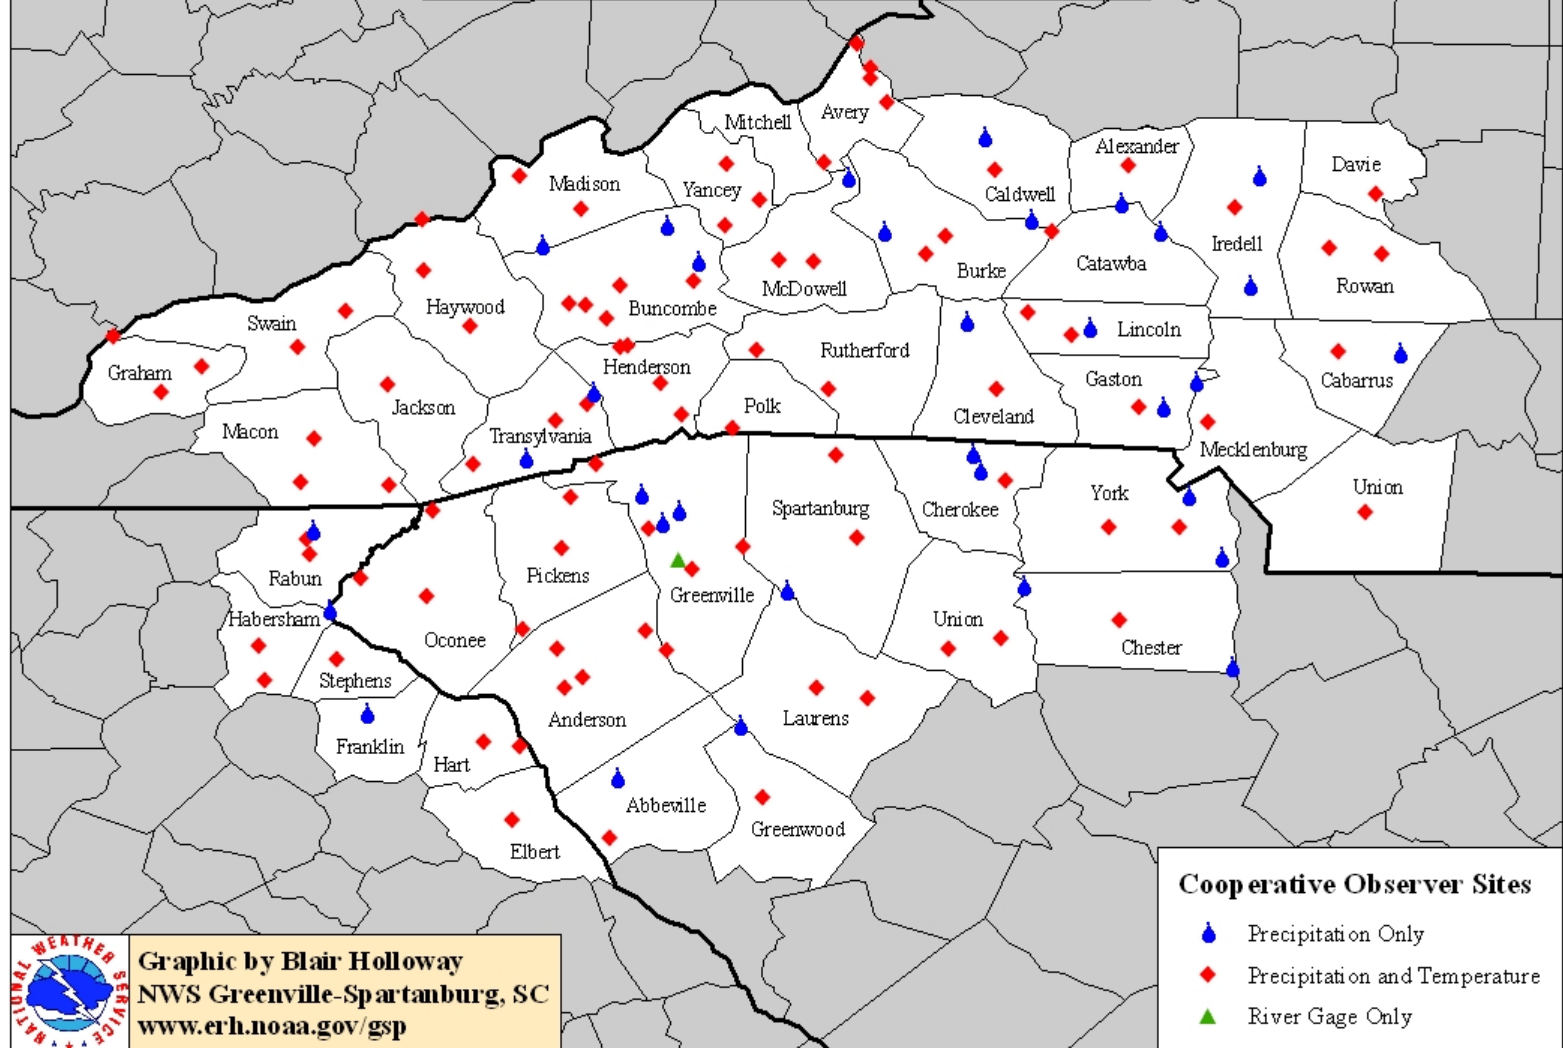 Avery
Mitchell
Alexander
Davie
Madison
Yancey
Caldwell
Iredell
Burke
Catawba
Rowan
McDowell
Haywood
Buncombe
Swain
Lincoln
Rutherford
Graham
Henderson
Gaston
Cabarrus
Jackson
Polk
Cleveland
Macon
Transylvania
Mecklenburg
Union
York
Spartanburg
Cherokee
Rabun
Pickens
Greenville
Habersham
Union
Oconee
Chester
Stephens
Anderson
Laurens
Franklin
Hart
Abbeville
Greenwood
Elbert
Cooperative Observer Sites
Precipitation Only
Precipitation and Temperature
River Gage Only
NATIONAL WEATHER SERVICE
Graphic by Blair Holloway
NWS Greenville-Spartanburg, SC
www.erh.noaa.gov/gsp